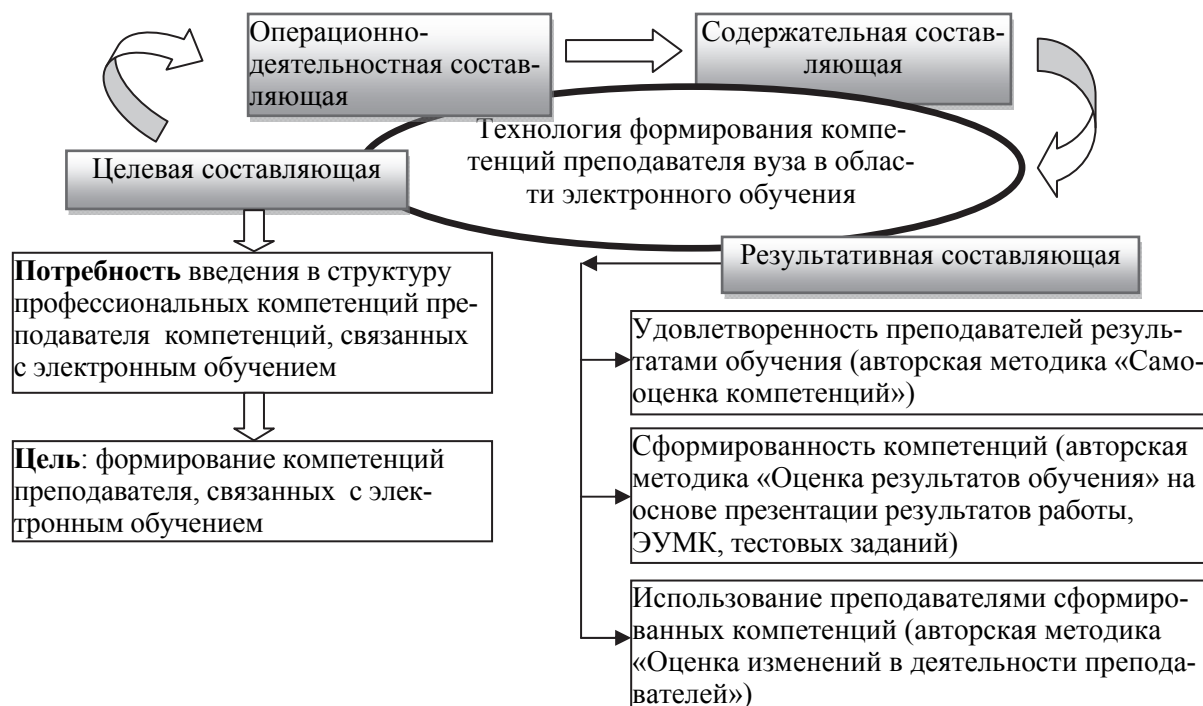 Операционно-
деятельностная состав-
ляющая
Содержательная состав-
ляющая
Технология формирования компе-
тенций преподавателя вуза в облас-
ти электронного обучения
Целевая составляющая
Результативная составляющая
Потребность введения в структуру
профессиональных компетенций пре-
подавателя компетенций, связанных
с электронным обучением
Цель: формирование компетенций
преподавателя, связанных с элек-
тронным обучением
Удовлетворенность преподавателей резуль-
татами обучения (авторская методика «Само-
оценка компетенций»)
Сформированность компетенций (авторская
методика «Оценка результатов обучения» на
основе презентации результатов работы,
ЭУМК, тестовых заданий)
Использование преподавателями сформиро-
ванных компетенций (авторская методика
«Оценка изменений в деятельности препода-
вателей»)